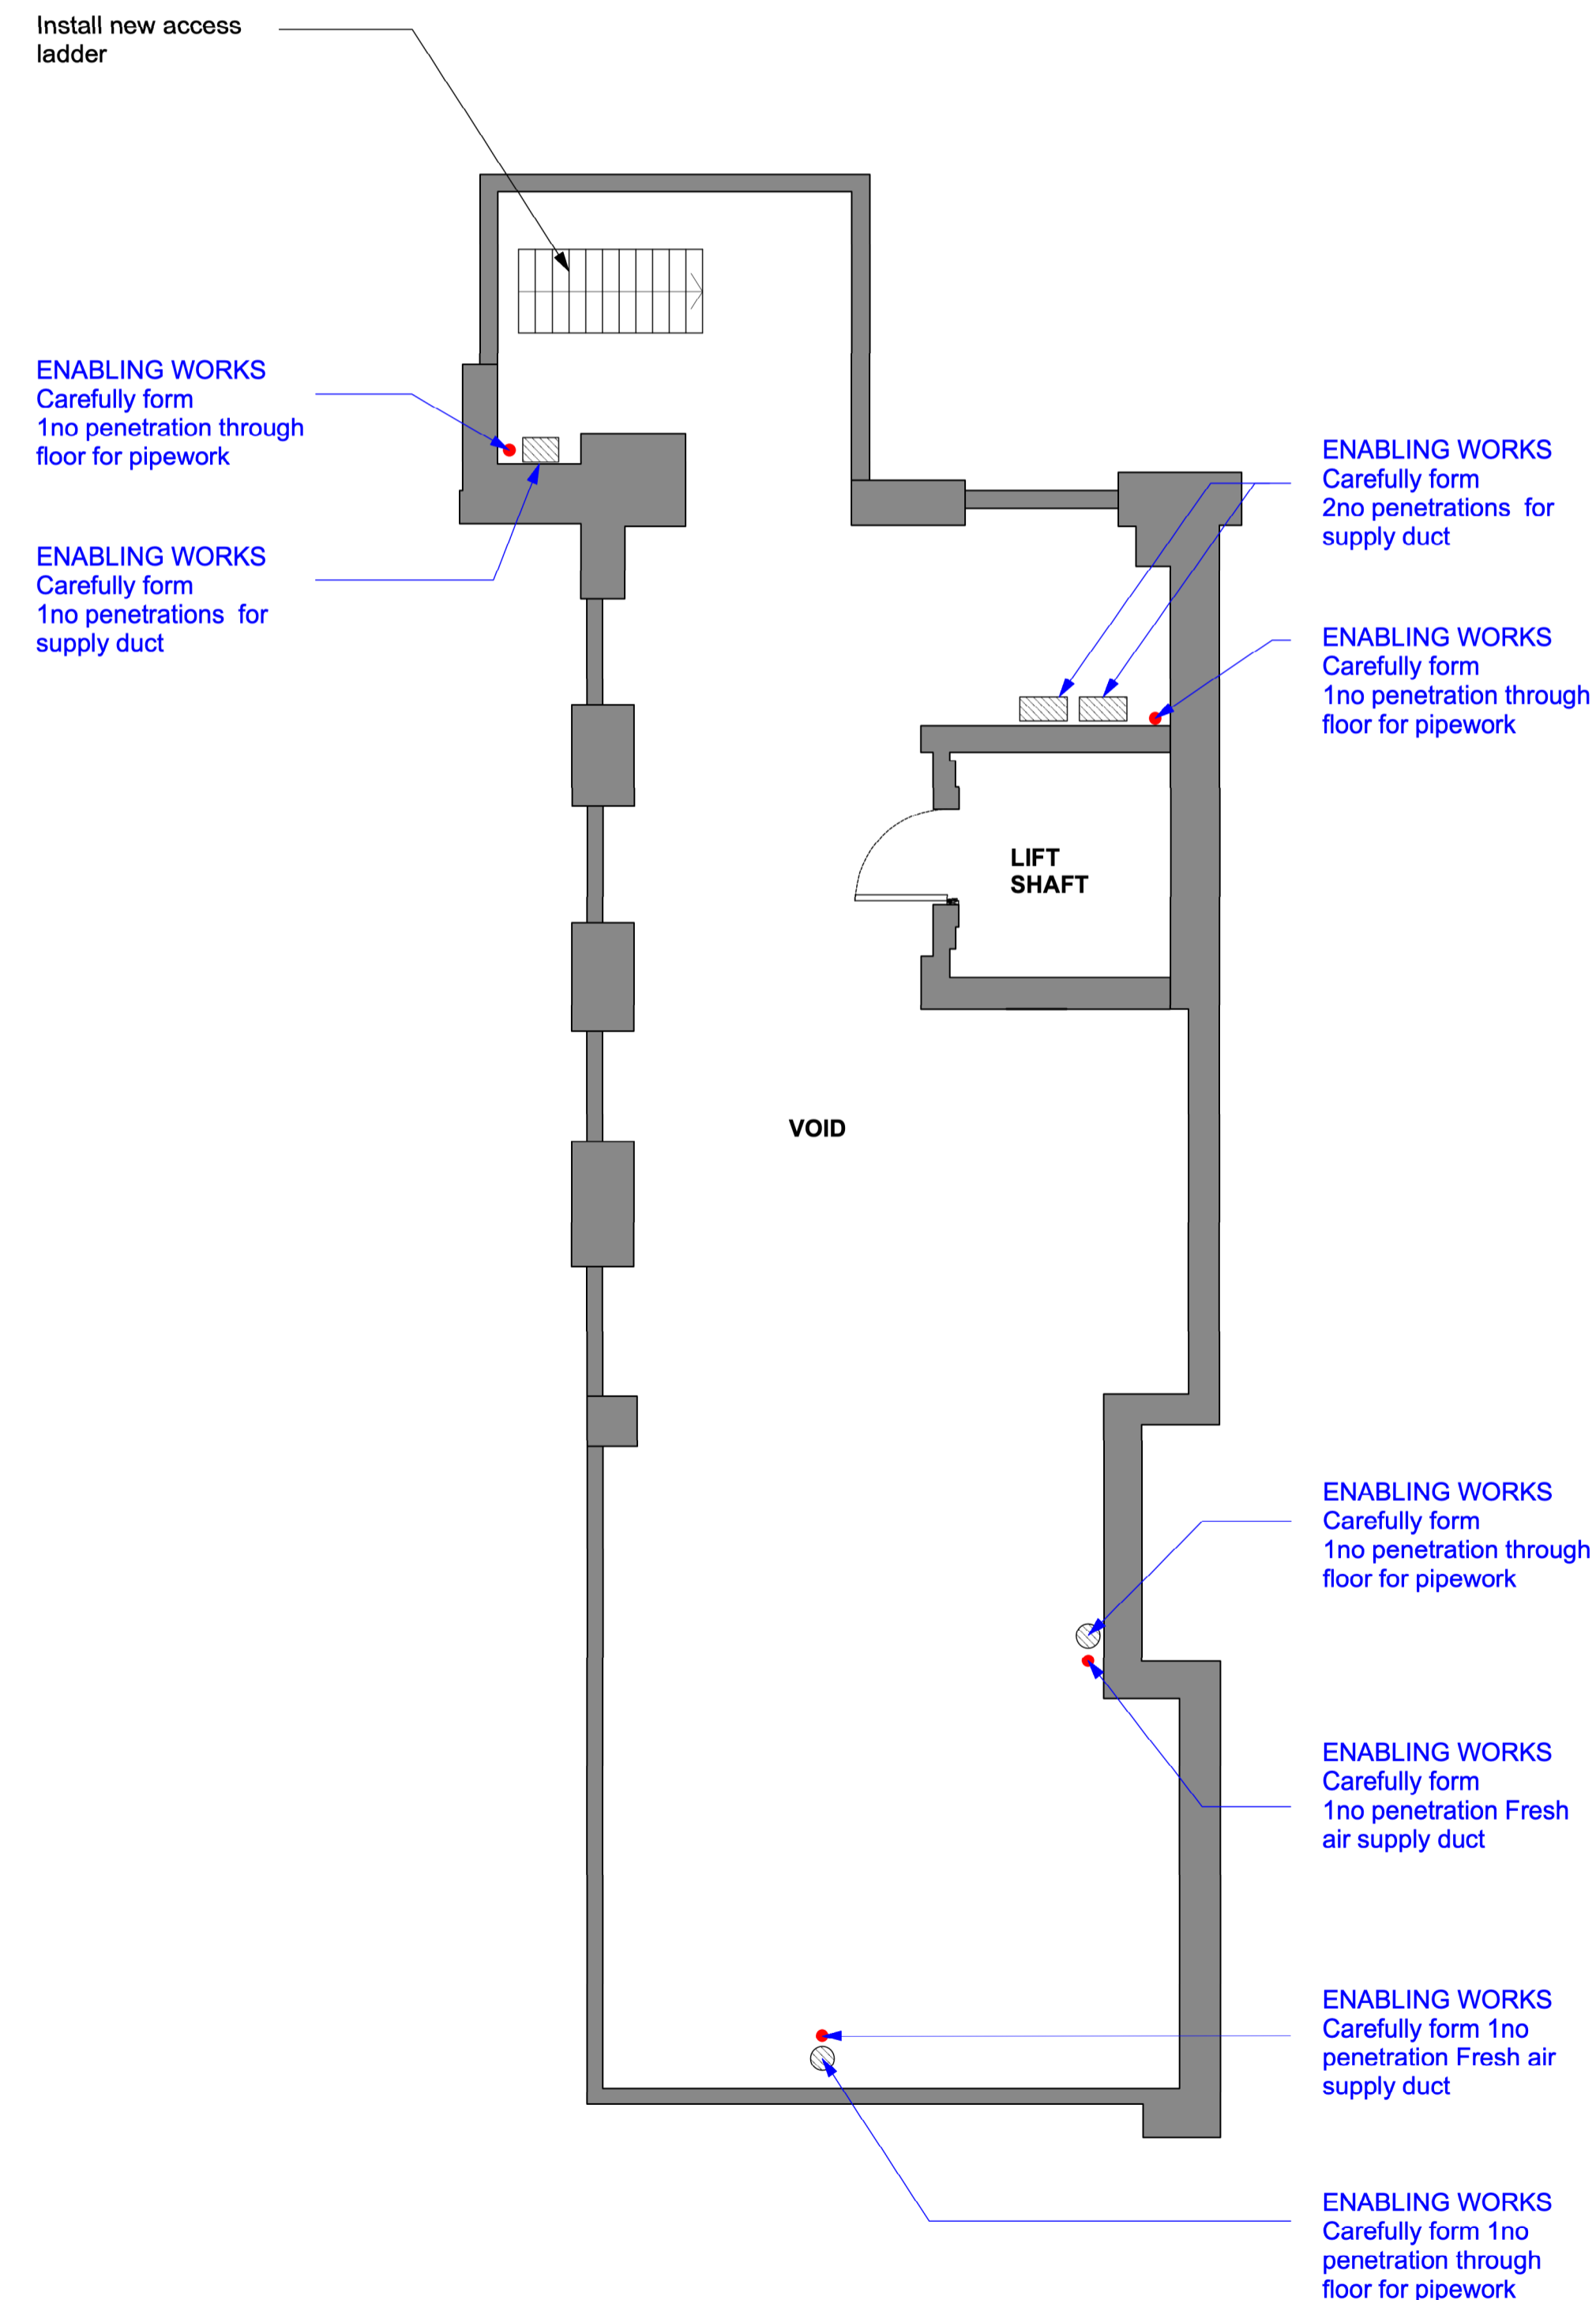 Install new access
ladder
ENABLING WORKS
Carefully form
1no penetration through
floor for pipework
ENABLING WORKS
Carefully form
1no penetrations  for
supply duct
ENABLING WORKS
Carefully form
2no penetrations  for
supply duct
ENABLING WORKS
Carefully form
1no penetration through
floor for pipework
LIFT
SHAFT
VOID
ENABLING WORKS
Carefully form
1no penetration through
floor for pipework
ENABLING WORKS
Carefully form
1no penetration Fresh
air supply duct
ENABLING WORKS
Carefully form 1no
penetration Fresh air
supply duct
ENABLING WORKS
Carefully form 1no
penetration through
floor for pipework